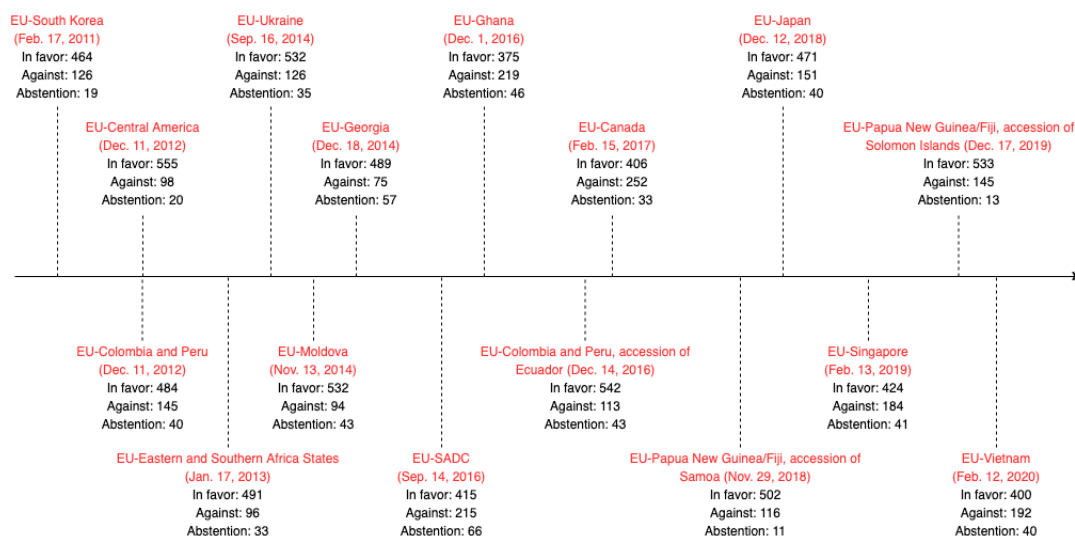 EU-South Korea
(Feb. 17, 2011)
In favor: 464
Against: 126
Abstention: 19
EU-Ukraine
(Sep. 16, 2014)
In favor: 532
Against: 126
Abstention: 35
EU-Ghana
(Dec. 1, 2016)
In favor: 375
Against: 219
Abstention: 46
EU-Japan
(Dec. 12, 2018)
In favor: 471
Against: 151
Abstention: 40
EU-Central America
(Dec. 11, 2012)
In favor: 555
Against: 98
Abstention: 20
EU-Georgia
(Dec. 18, 2014)
In favor: 489
Against: 75
Abstention: 57
EU-Canada
(Feb. 15, 2017)
In favor: 406
Against: 252
Abstention: 33
EU-Papua New Guinea/Fiji, accession of
Solomon Islands (Dec. 17, 2019)
In favor: 533
Against: 145
Abstention: 13
EU-Colombia and Peru
(Dec. 11, 2012)
In favor: 484
Against: 145
Abstention: 40
EU-Moldova
(Nov. 13, 2014)
In favor: 532
Against: 94
Abstention: 43
EU-Colombia and Peru, accession of
Ecuador (Dec. 14, 2016)
In favor: 542
Against: 113
Abstention: 43
EU-Singapore
(Feb. 13, 2019)
In favor: 424
Against: 184
Abstention: 41
EU-Eastern and Southern Africa States
(Jan. 17, 2013)
In favor: 491
Against: 96
Abstention: 33
EU-SADC
(Sep. 14, 2016)
In favor: 415
Against: 215
Abstention: 66
EU-Papua New Guinea/Fiji, accession of
Samoa (Nov. 29, 2018)
In favor: 502
Against: 116
Abstention: 11
EU-Vietnam
(Feb. 12, 2020)
In favor: 400
Against: 192
Abstention: 40